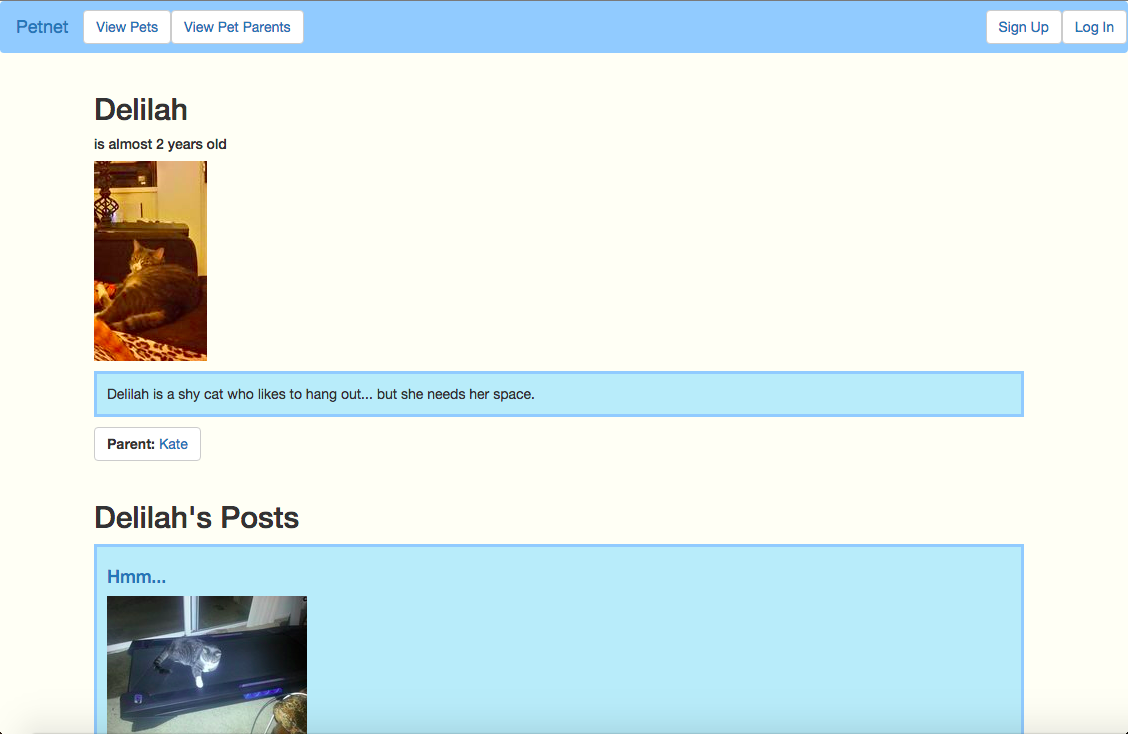 Petnet View Pets View Pet Parents Sign Up Log In
Delilah
is almost 2 years old
Delilah is a shy cat who likes to hang out... but she needs her space.
Parent: Kate
Delilah's Posts
Hmm...